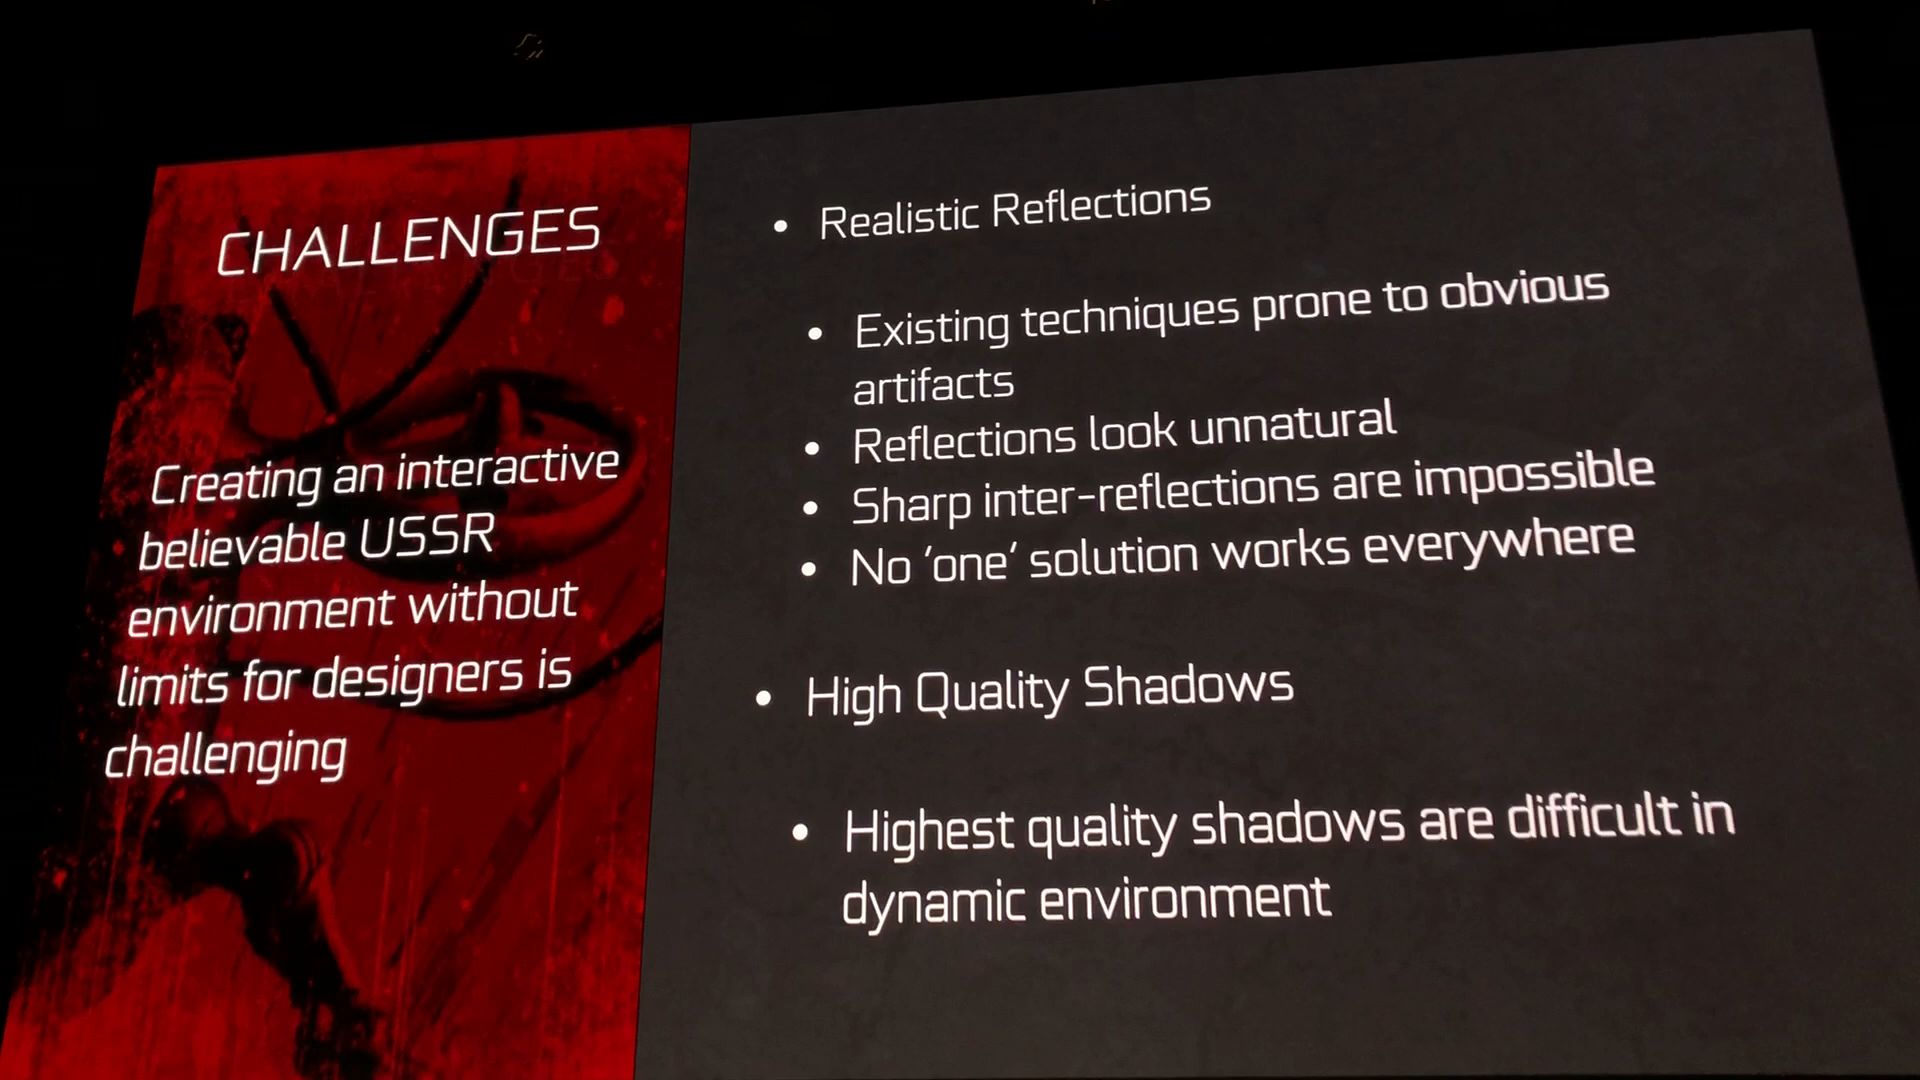 CHALLENGES
Creating an interactive
believable USSR
environment without
limits for designers is
challenging
• Realistic Reflections
• Existing techniques prone to obvious
artifacts
• Reflections look unnatural
• Sharp inter-reflections are impossible
• No ‘one’ solution works everywhere
• High Quality Shadows
• Highest quality shadows are difficult in
dynamic environment